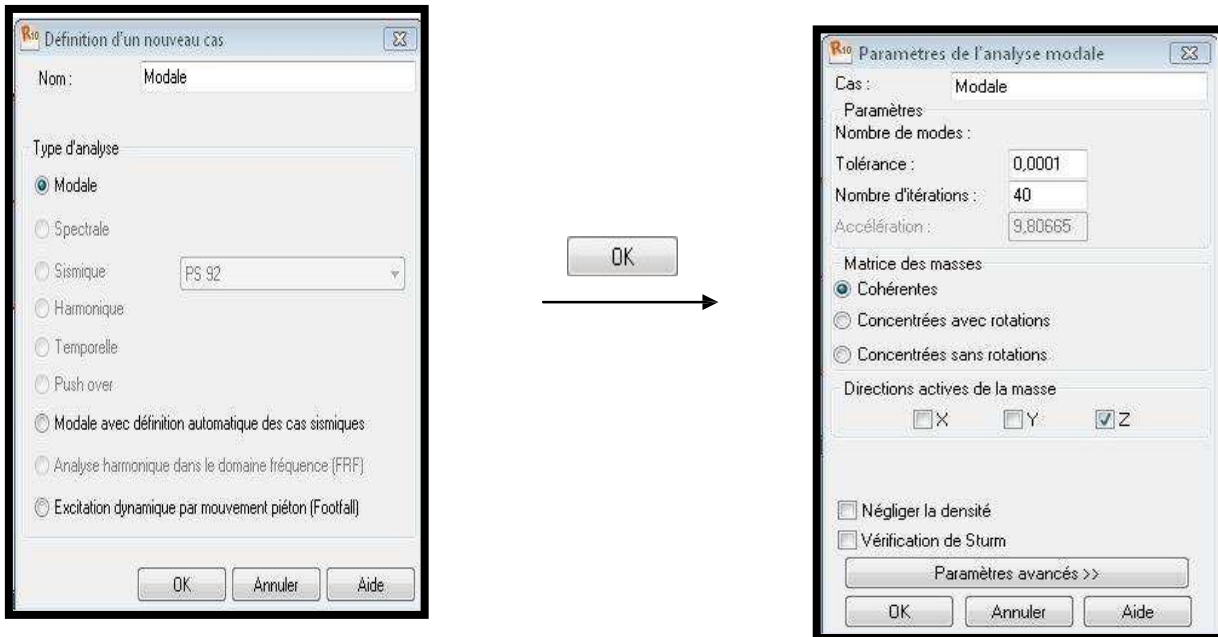 R10 Définition d'un nouveau cas
Nom : Modale
Type d'analyse
Modale
Spectrale
Sismique PS 92
Harmonique
Temporelle
Push over
Modale avec définition automatique des cas sismiques
Analyse harmonique dans le domaine fréquence (FRF)
Excitation dynamique par mouvement piéton (Footfall)
OK Annuler Aide
OK
R10 Paramètres de l'analyse modale
Cas : Modale
Paramètres
Nombre de modes :
Tolérance : 0,0001
Nombre d'itérations : 40
Accélération : 9,80665
Matrice des masses
Cohérentes
Concentrées avec rotations
Concentrées sans rotations
Directions actives de la masse
X Y Z
Négliger la densité
Vérification de Sturm
Paramètres avancés >>
OK Annuler Aide